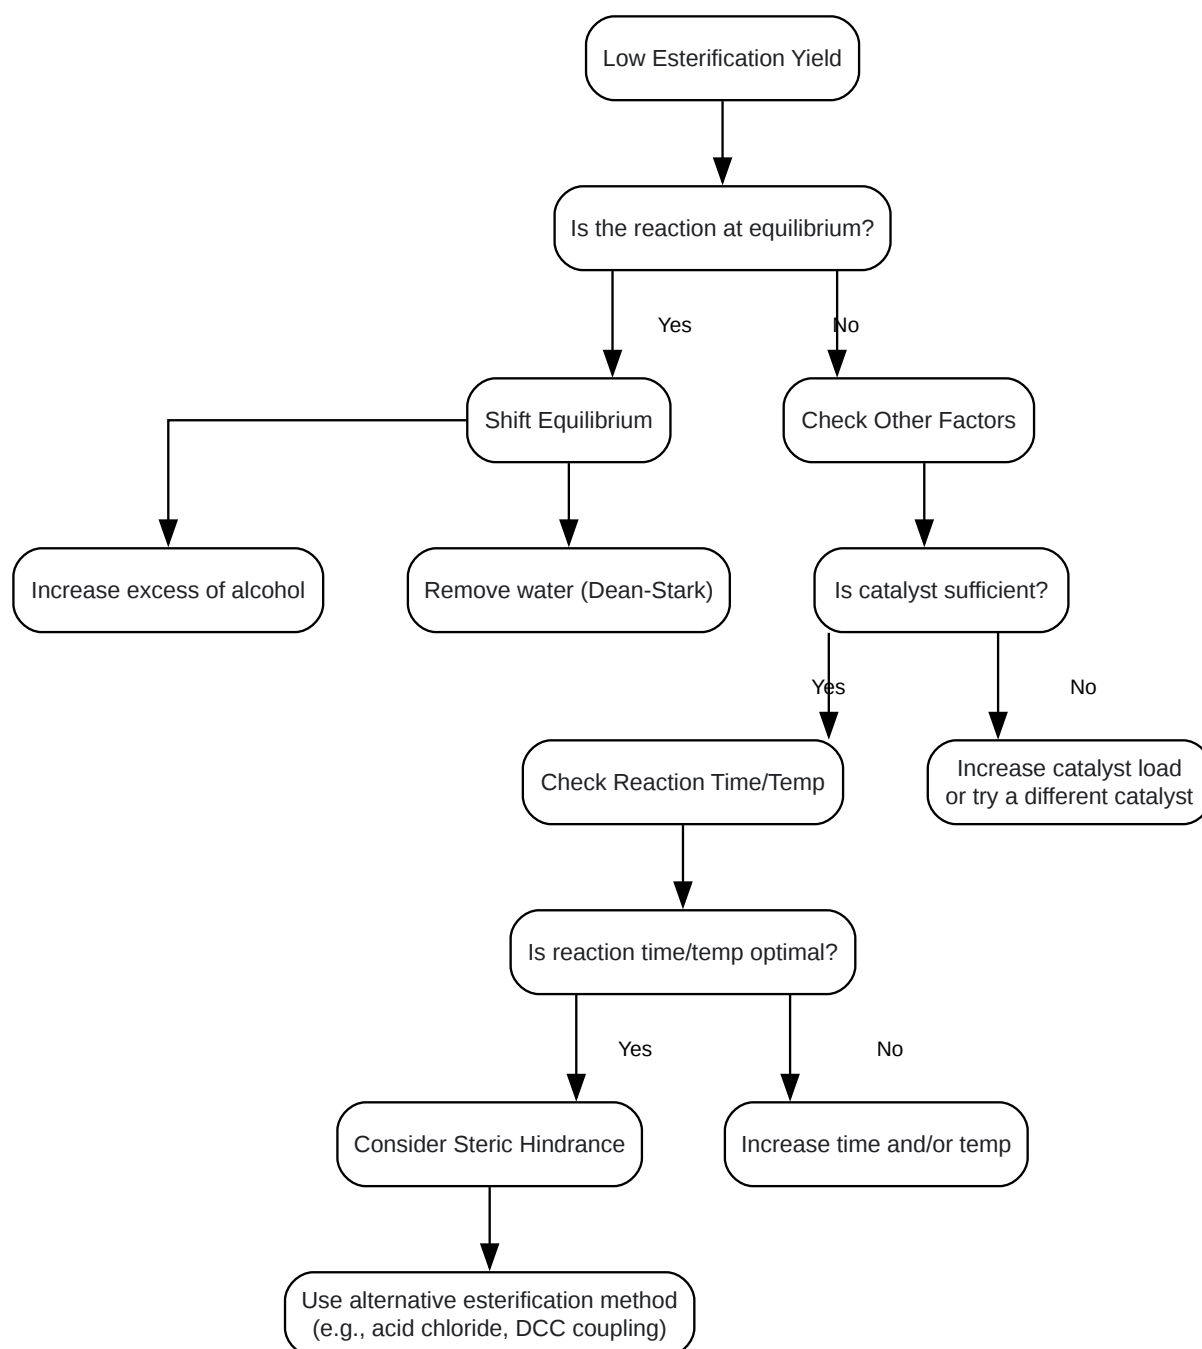 Low Esterification Yield
Is the reaction at equilibrium?
Yes
No
Shift Equilibrium
Check Other Factors
Increase excess of alcohol
Remove water (Dean-Stark)
Is catalyst sufficient?
Yes
No
Check Reaction Time/Temp
Increase catalyst load
or try a different catalyst
Is reaction time/temp optimal?
Yes
No
Consider Steric Hindrance
Increase time and/or temp
Use alternative esterification method
(e.g., acid chloride, DCC coupling)